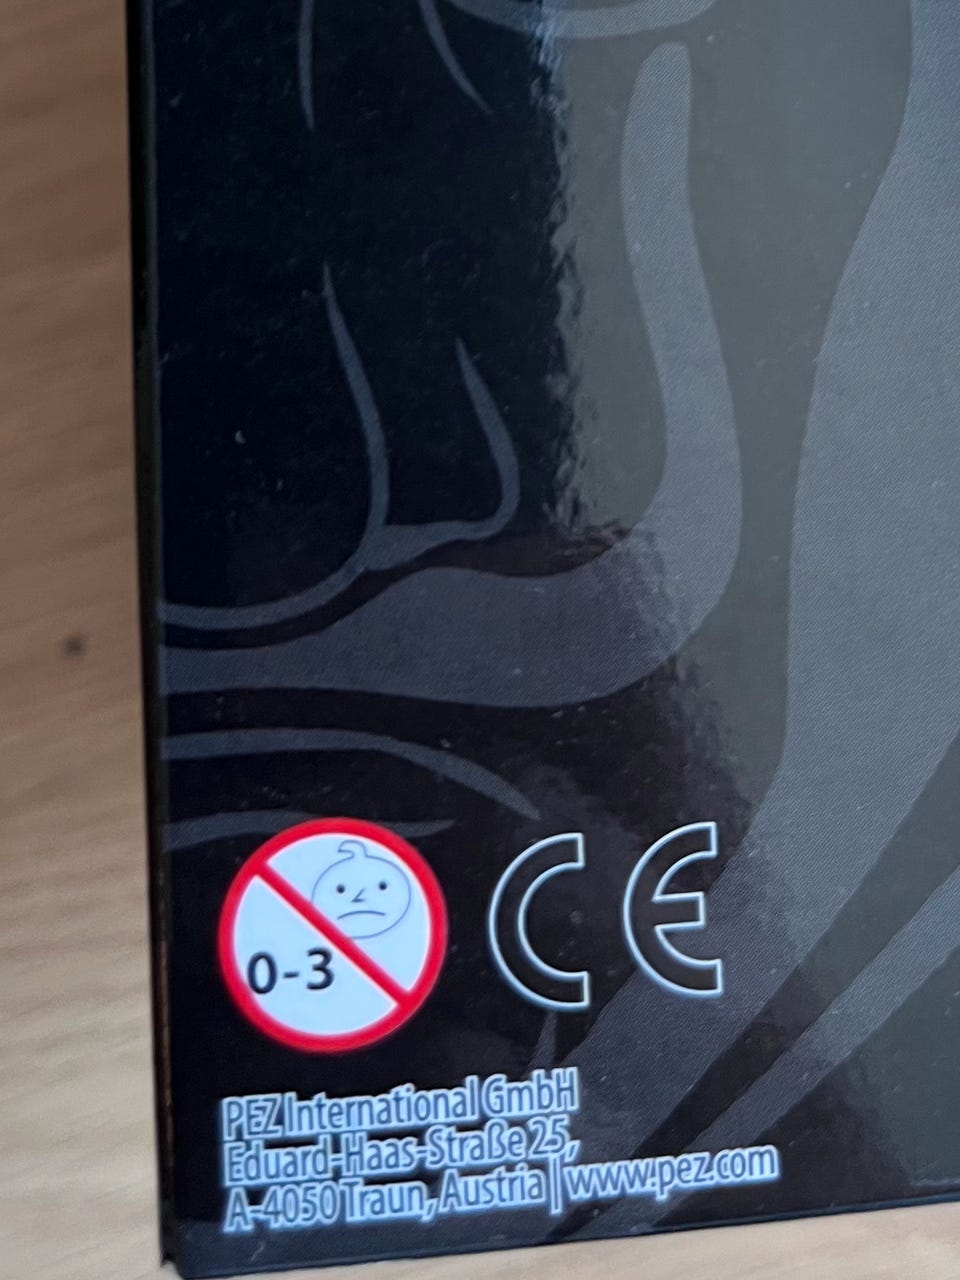 0-3
CE
PEZ International GmbH
Eduard-Haas-Straße 25,
A-4050 Traun, Austria | www.pez.com